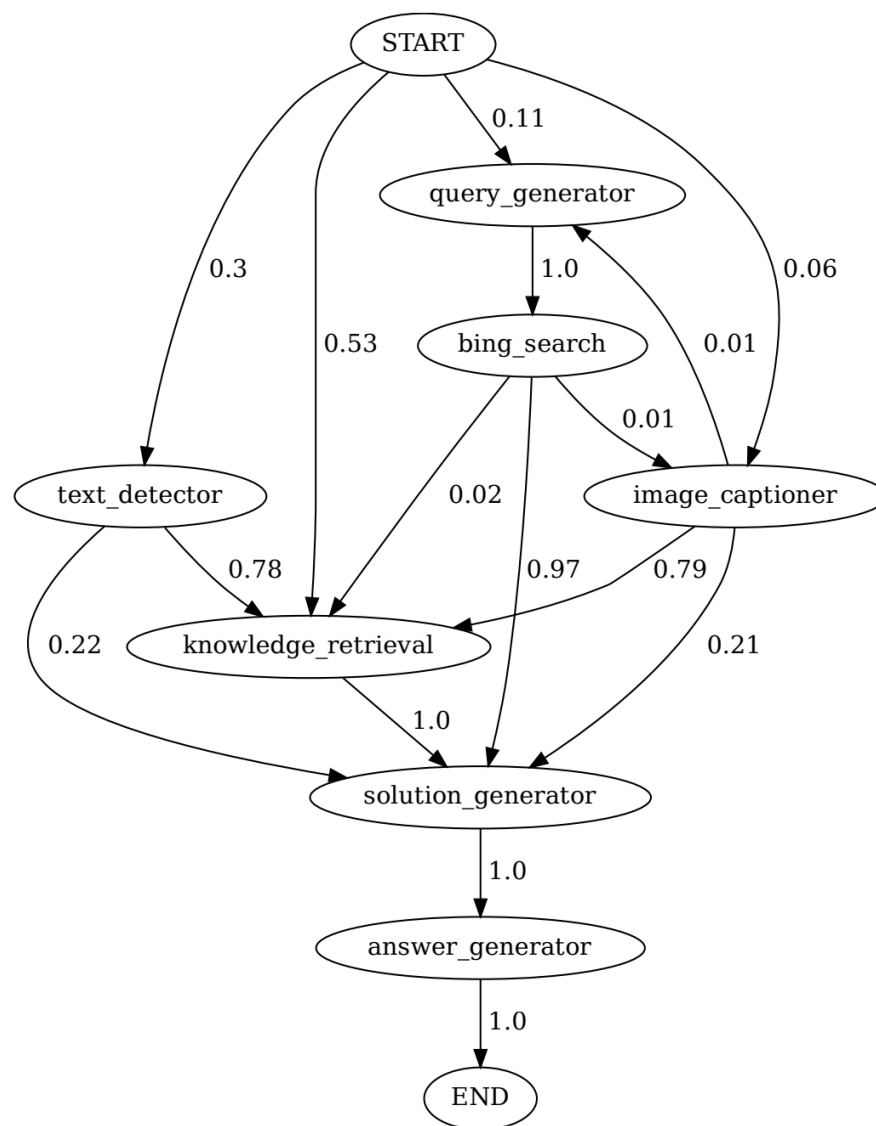 START
0.11
query_generator
0.3
1.0
0.06
0.53
bing_search
0.01
0.01
text_detector
0.02
image_captioner
0.78
0.97
0.79
0.22
knowledge_retrieval
0.21
1.0
solution_generator
1.0
answer_generator
1.0
END